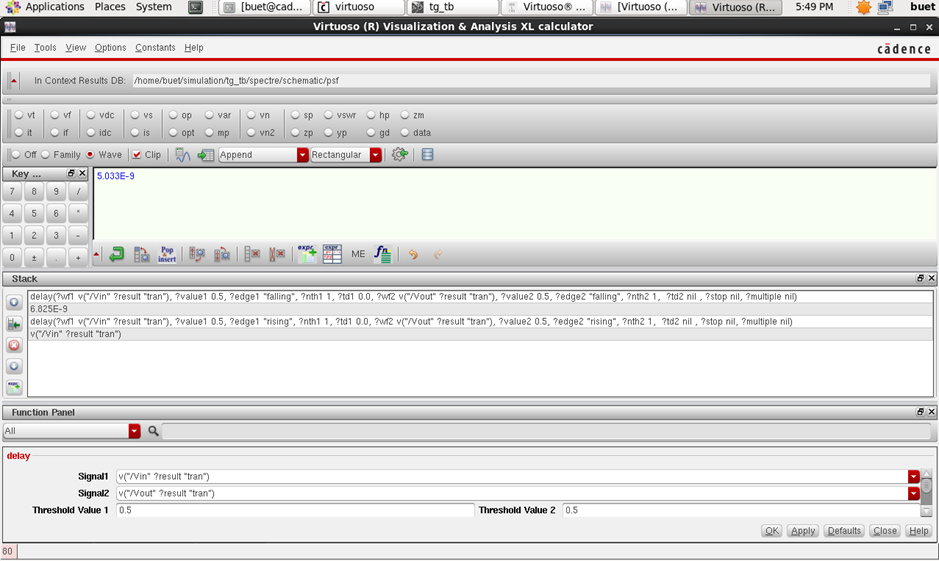 Applications Places System [buet@cad... virtuoso tg_tb Virtuoso® ... [Virtuoso (... Virtuoso (R... 5:49 PM buet
Virtuoso (R) Visualization & Analysis XL calculator
File Tools View Options Constants Help cādence
In Context Results DB: /home/buet/simulation/tg_tb/spectre/schematic/psf
vt vf vdc vs op var vn sp vswr hp zm
it if idc is opt mp vn2 zp yp gd data
Off Family Wave Clip Append Rectangular
Key ...
5.033E-9
7 8 9 /
4 5 6 *
1 2 3 -
0 ± . +
Pop & insert expr ME fn
Stack
delay(?wf1 v("/Vin" ?result "tran"), ?value1 0.5, ?edge1 "falling", ?nth1 1, ?td1 0.0, ?wf2 v("/Vout" ?result "tran"), ?value2 0.5, ?edge2 "falling", ?nth2 1, ?td2 nil , ?stop nil, ?multiple nil)
6.825E-9
delay(?wf1 v("/Vin" ?result "tran"), ?value1 0.5, ?edge1 "rising", ?nth1 1, ?td1 0.0, ?wf2 v("/Vout" ?result "tran"), ?value2 0.5, ?edge2 "rising", ?nth2 1, ?td2 nil , ?stop nil, ?multiple nil)
v("/Vin" ?result "tran")
Function Panel
All
delay
Signal1 v("/Vin" ?result "tran")
Signal2 v("/Vout" ?result "tran")
Threshold Value 1 0.5 Threshold Value 2 0.5
OK Apply Defaults Close Help
80